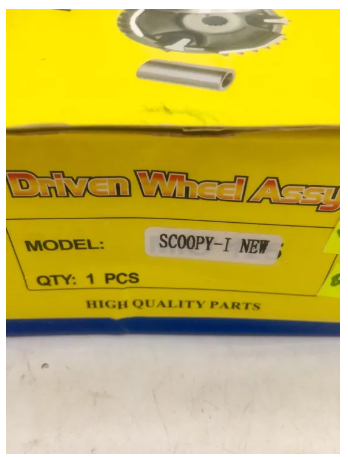 Driven Wheel Assy
MODEL: SCOOPY-I NEW
QTY: 1 PCS
HIGH QUALITY PARTS